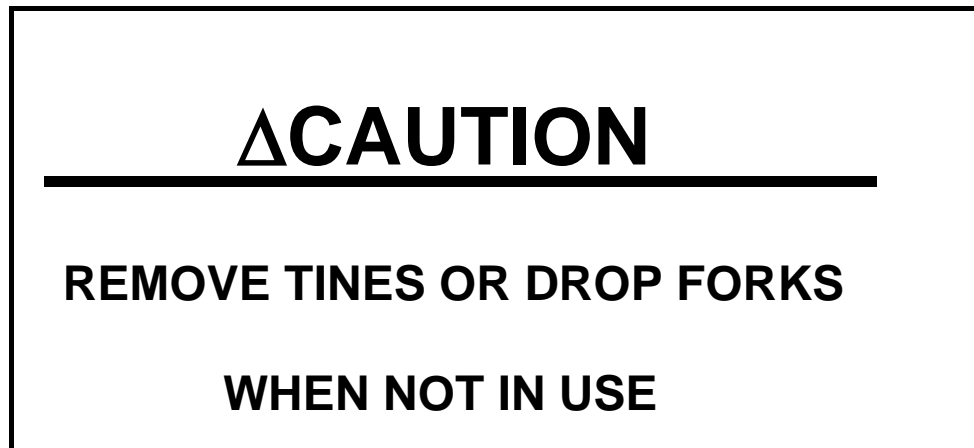 ΔCAUTION
REMOVE TINES OR DROP FORKS
WHEN NOT IN USE